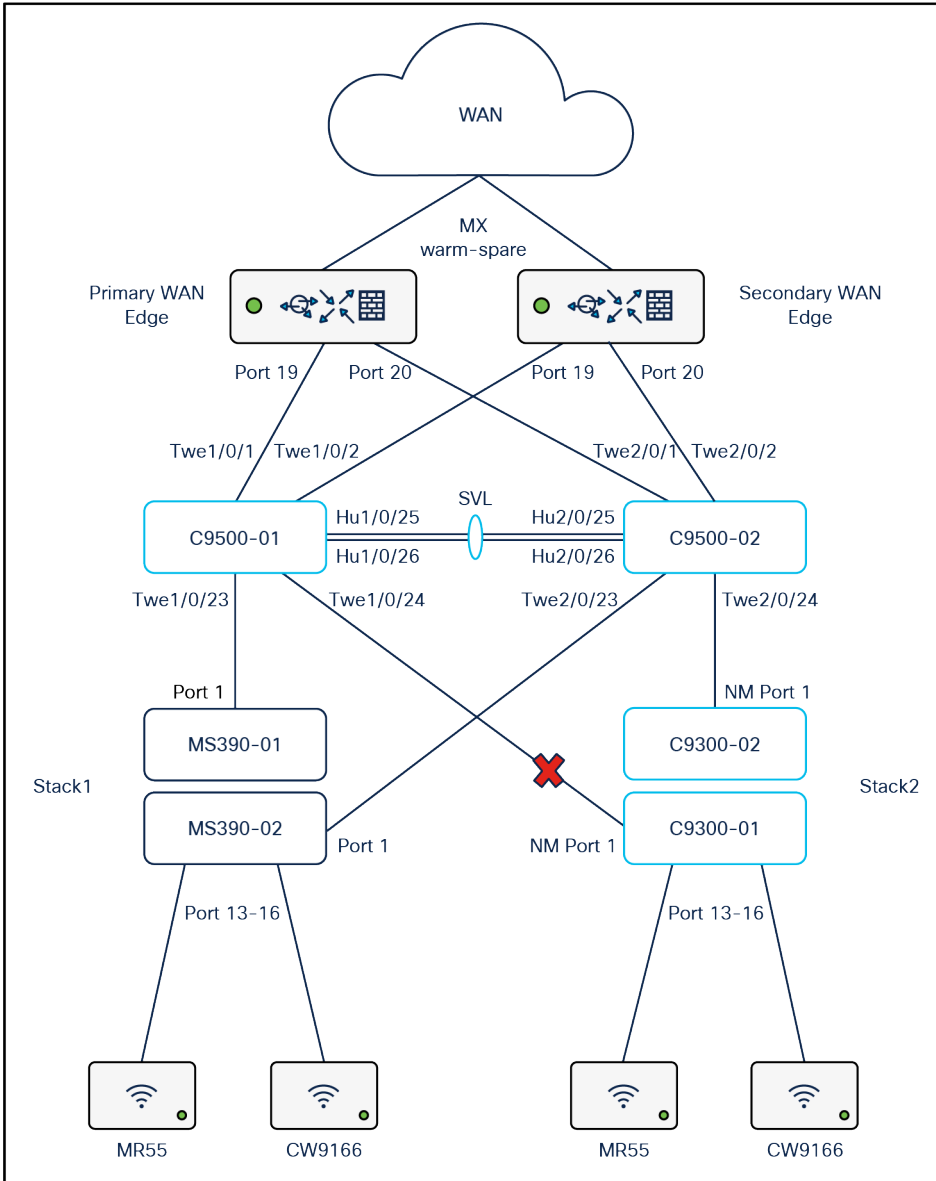 WAN
MX
warm-spare
Primary WAN
Edge
Secondary WAN
Edge
Port 19
Port 20
Port 19
Port 20
Twe1/0/1
Twe1/0/2
Twe2/0/1
Twe2/0/2
SVL
C9500-01
Hu1/0/25
Hu2/0/25
C9500-02
Hu1/0/26
Hu2/0/26
Twe1/0/23
Twe1/0/24
Twe2/0/23
Twe2/0/24
Port 1
NM Port 1
MS390-01
C9300-02
Stack1
Stack2
MS390-02
Port 1
NM Port 1
C9300-01
Port 13-16
Port 13-16
MR55
CW9166
MR55
CW9166